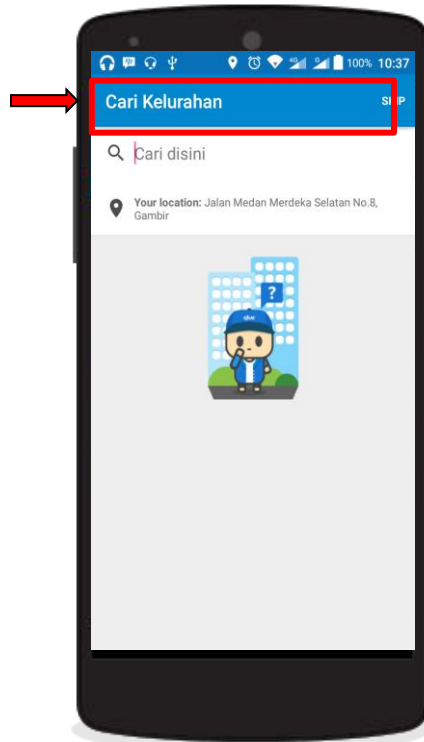 100% 10:37
Cari Kelurahan SKIP
Cari disini
Your location: Jalan Medan Merdeka Selatan No.8,
Gambir
?